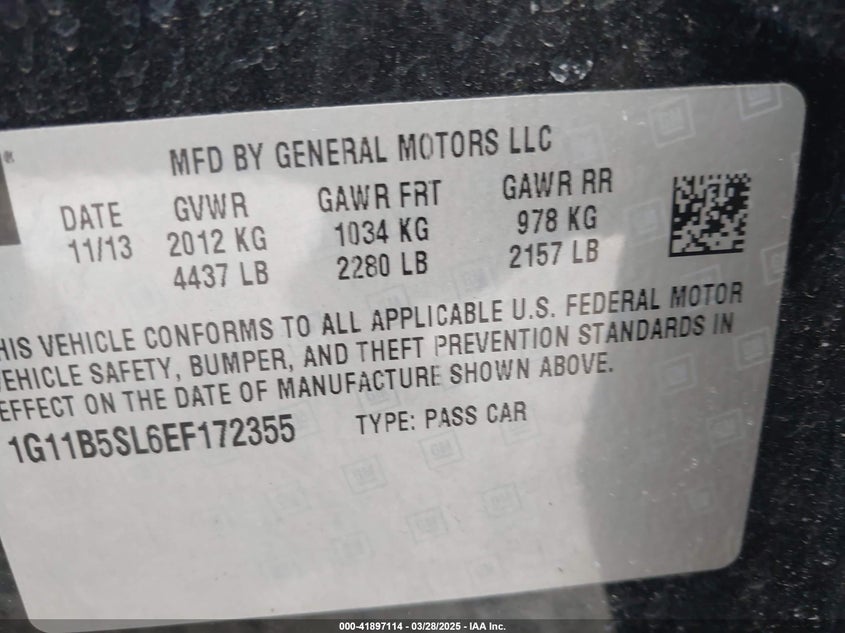 MFD BY GENERAL MOTORS LLC
DATE GVWR GAWR FRT GAWR RR
11/13 2012 KG 1034 KG 978 KG
4437 LB 2280 LB 2157 LB
HIS VEHICLE CONFORMS TO ALL APPLICABLE U.S. FEDERAL MOTOR
VEHICLE SAFETY, BUMPER, AND THEFT PREVENTION STANDARDS IN
EFFECT ON THE DATE OF MANUFACTURE SHOWN ABOVE.
1G11B5SL6EF172355 TYPE: PASS CAR
000-41897114 / 03/28/2025 - IAA Inc.